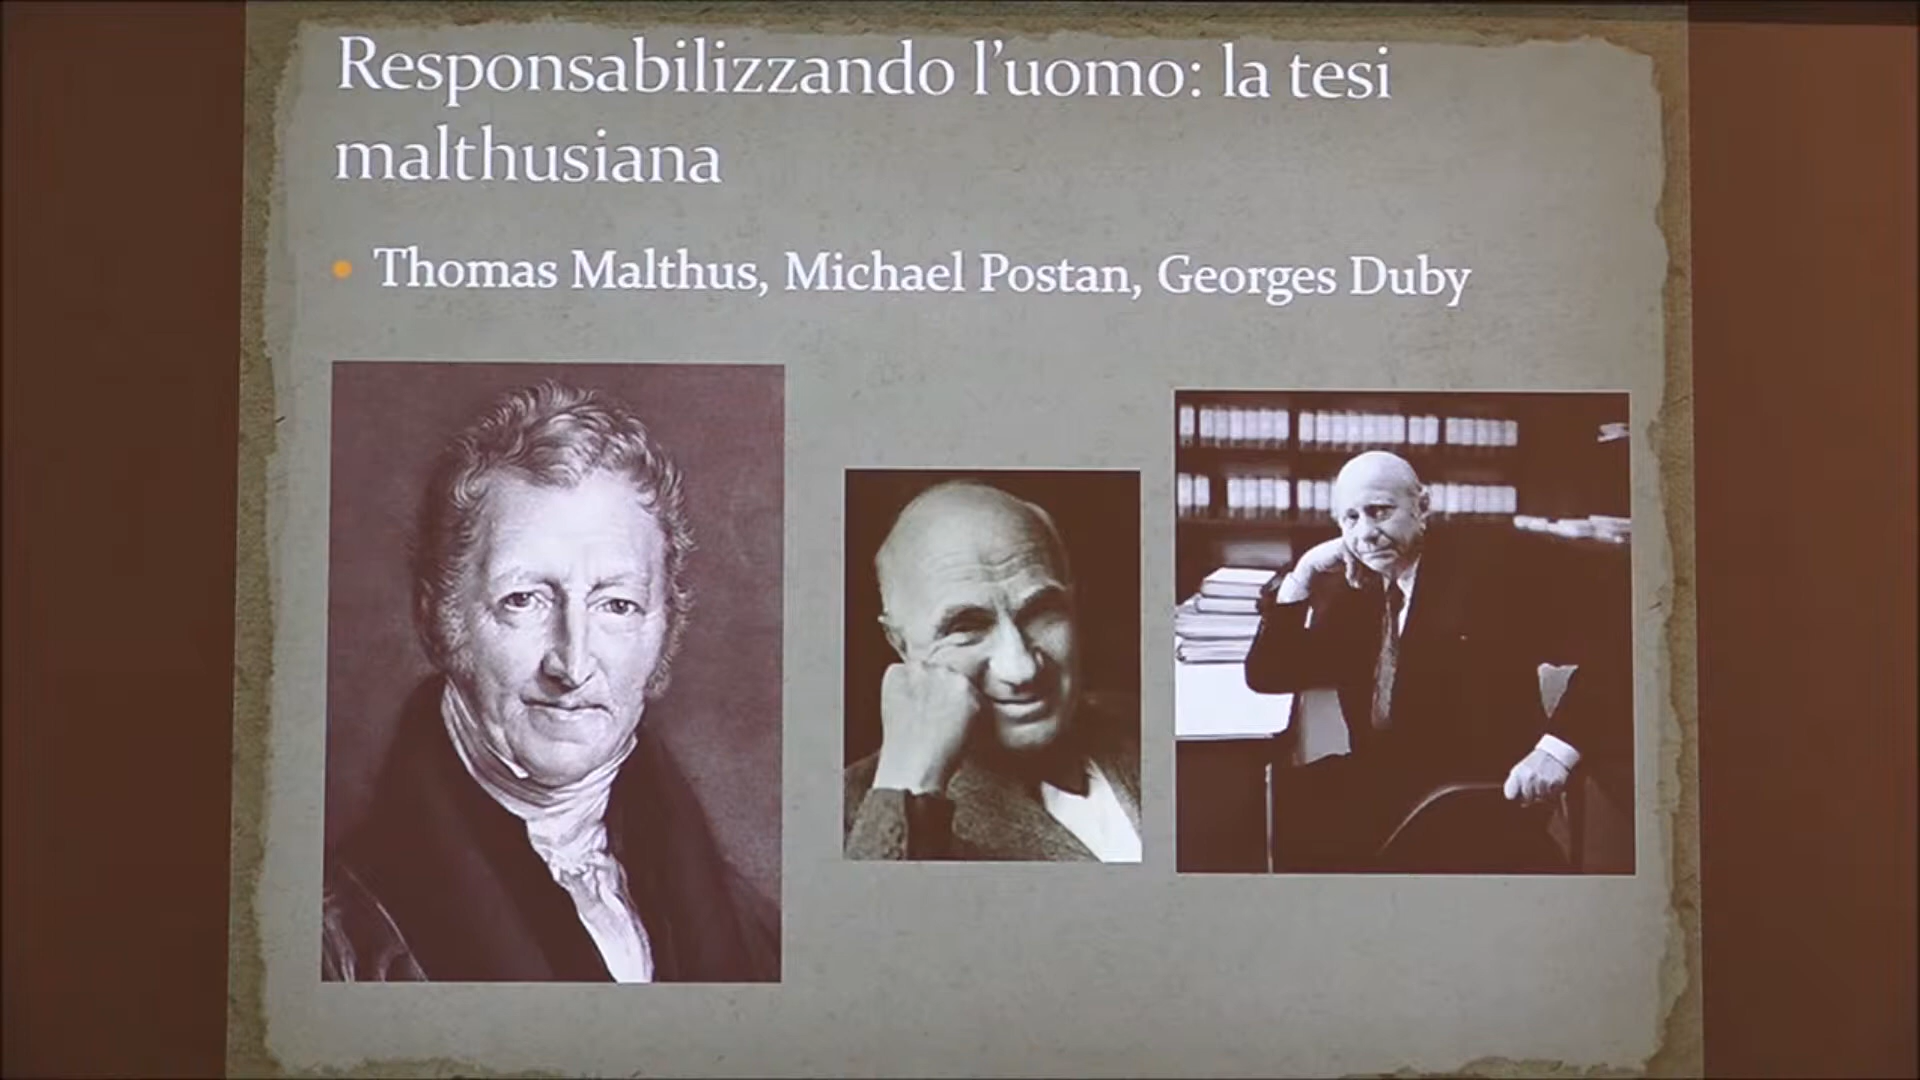 Responsabilizzando l'uomo: la tesi
malthusiana
Thomas Malthus, Michael Postan, Georges Duby